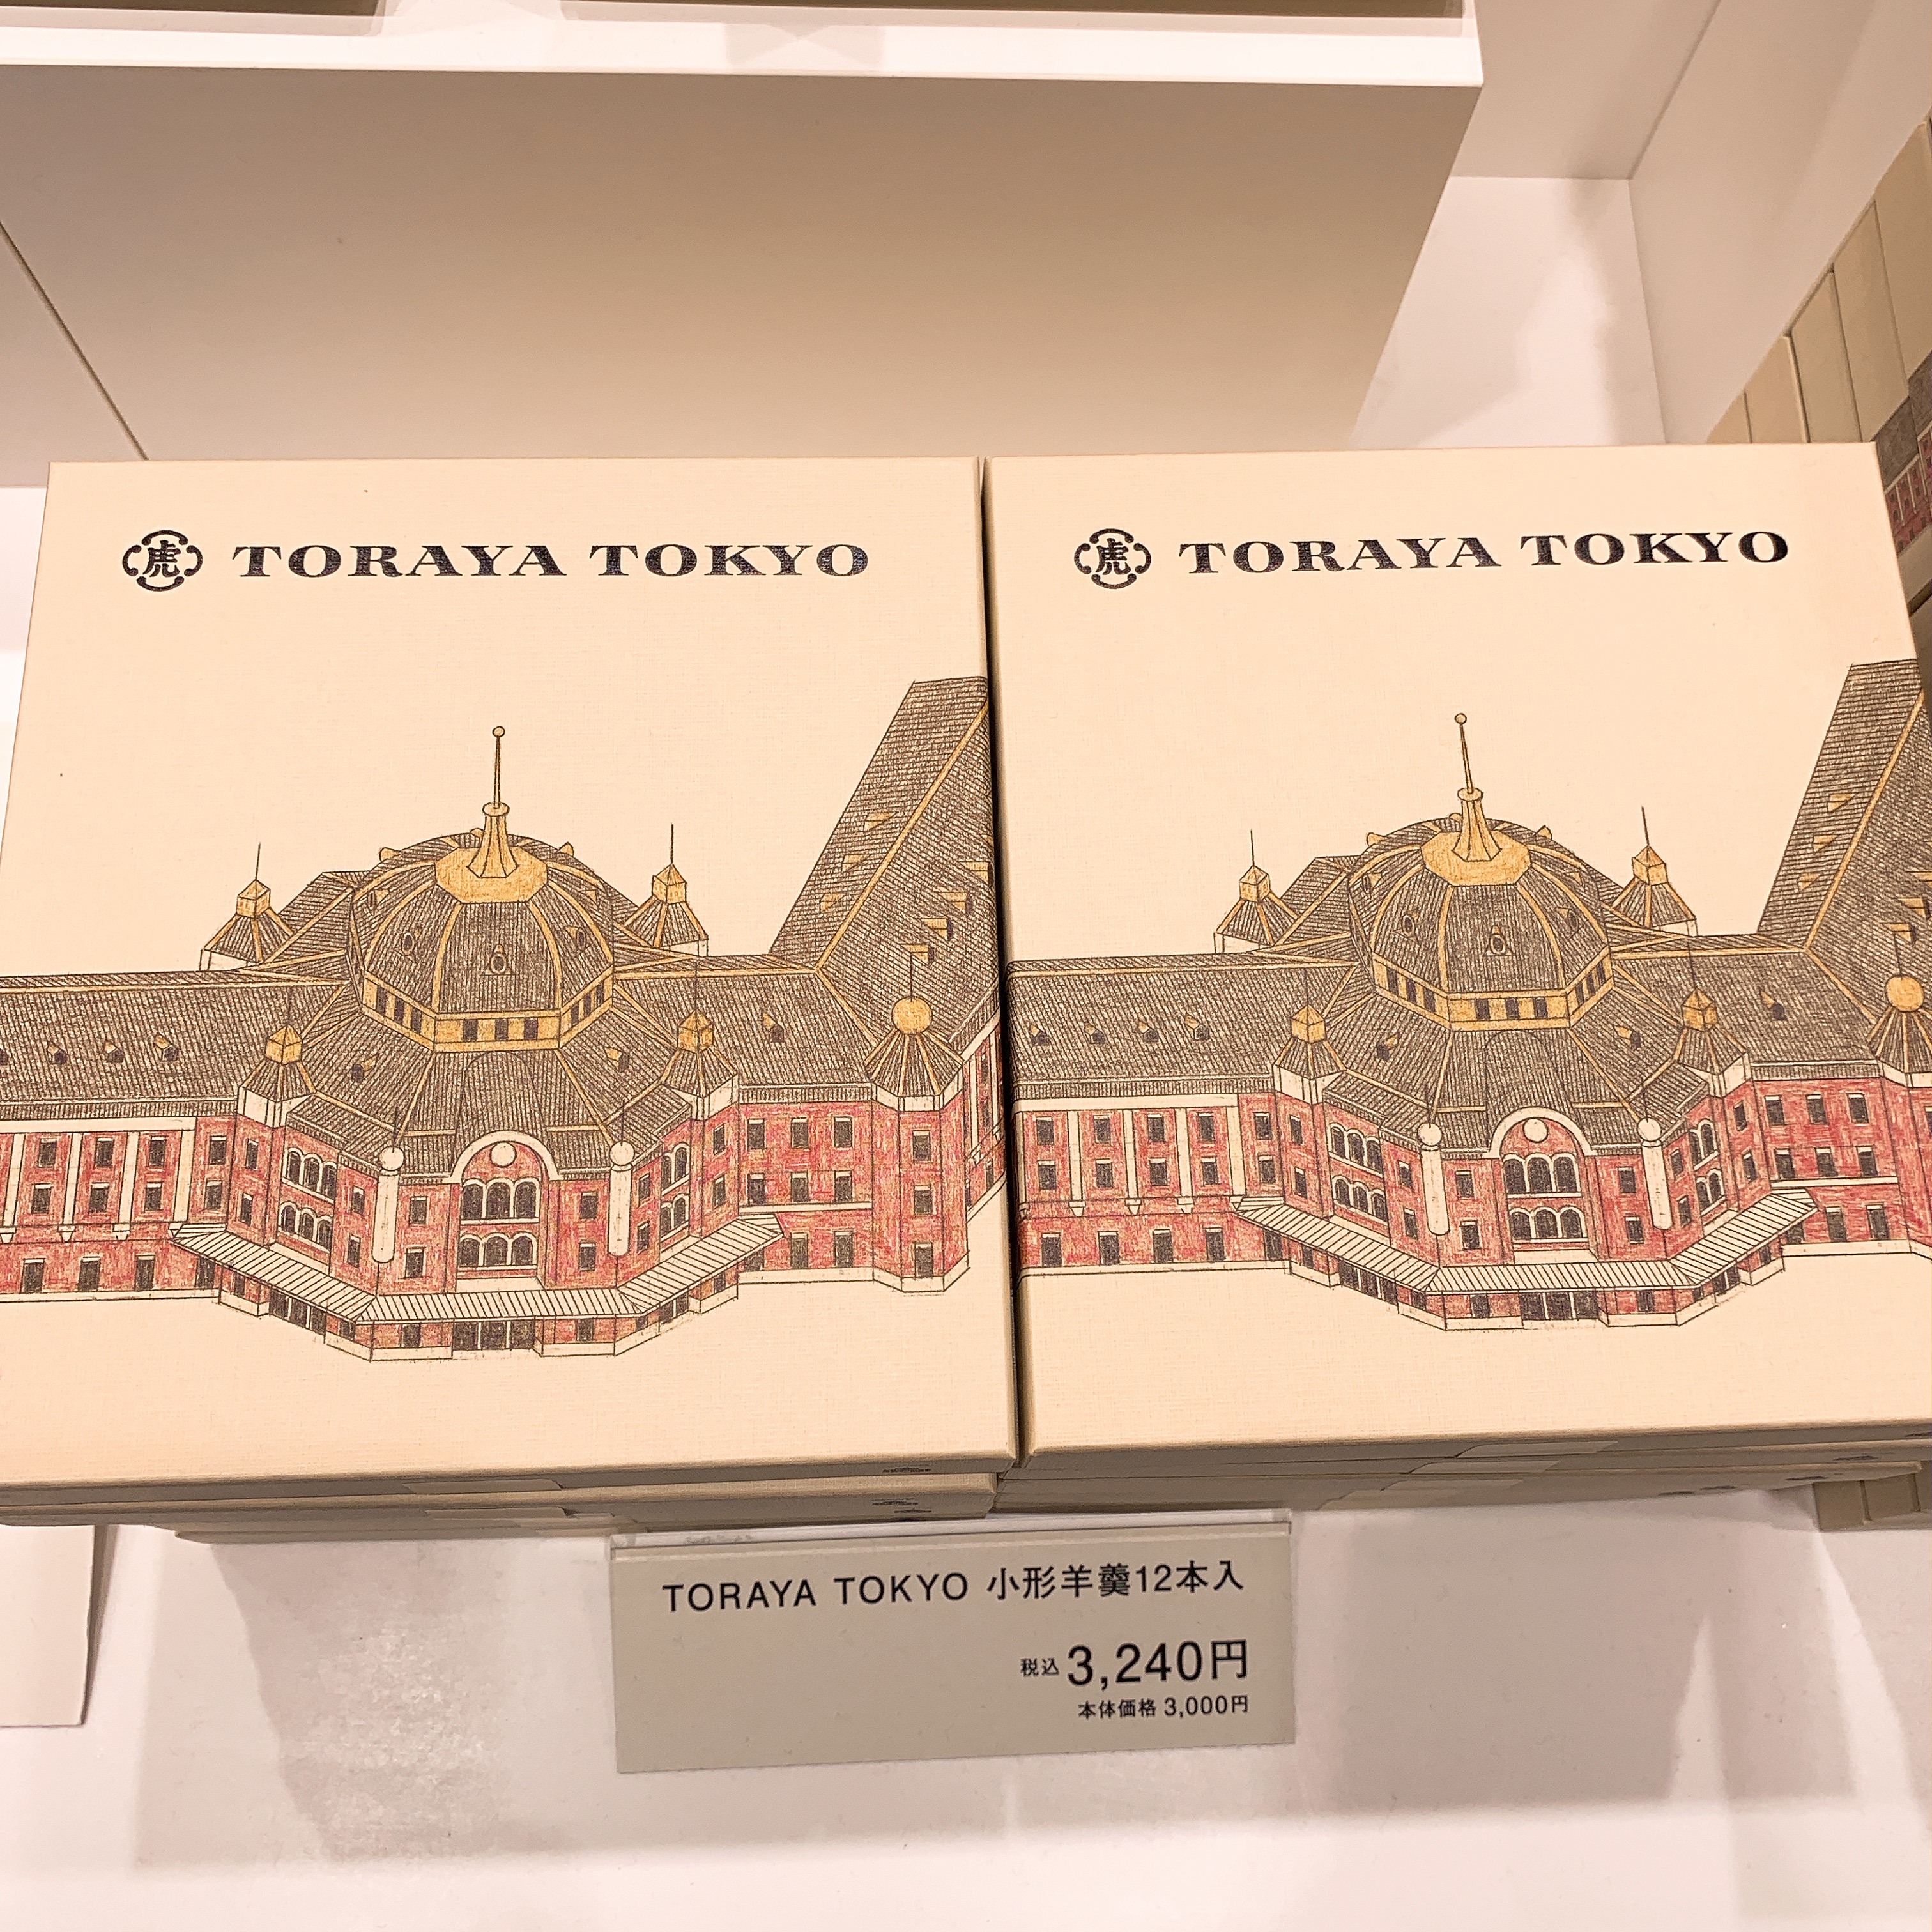 虎 TORAYA TOKYO
虎 TORAYA TOKYO
TORAYA TOKYO 小形羊羹12本入
税込 3,240円
本体価格 3,000円